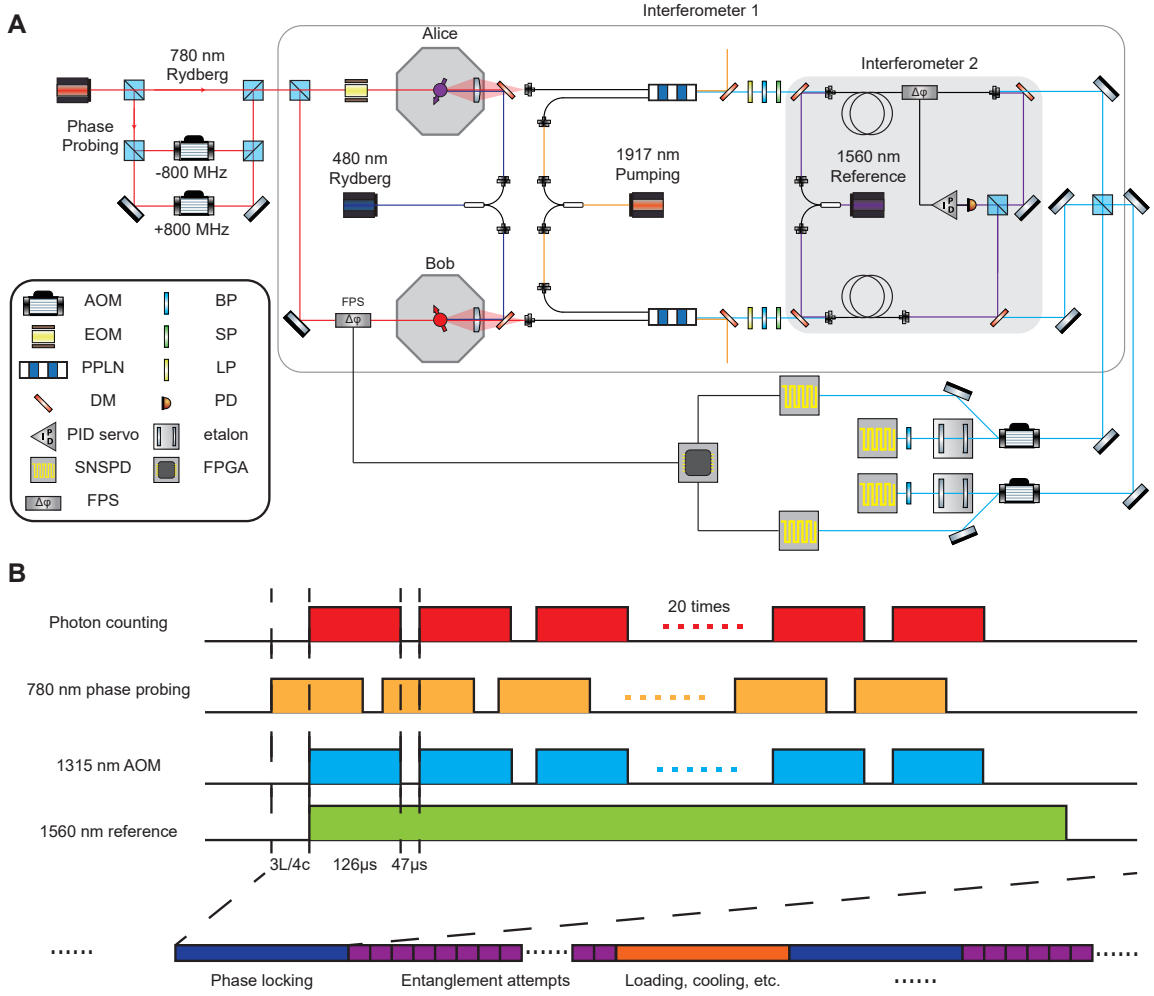 A
Interferometer 1
780 nm
Rydberg
Alice
Interferometer 2
Δφ
Phase
Probing
-800 MHz
+800 MHz
480 nm
Rydberg
1917 nm
Pumping
1560 nm
Reference
I P D
PD
Bob
FPS
Δφ
AOM
BP
EOM
SP
PPLN
LP
DM
PD
I P D
PID servo
etalon
SNSPD
FPGA
Δφ
FPS
B
Photon counting
20 times
780 nm phase probing
1315 nm AOM
1560 nm reference
3L/4c
126μs
47μs
Phase locking
Entanglement attempts
Loading, cooling, etc.